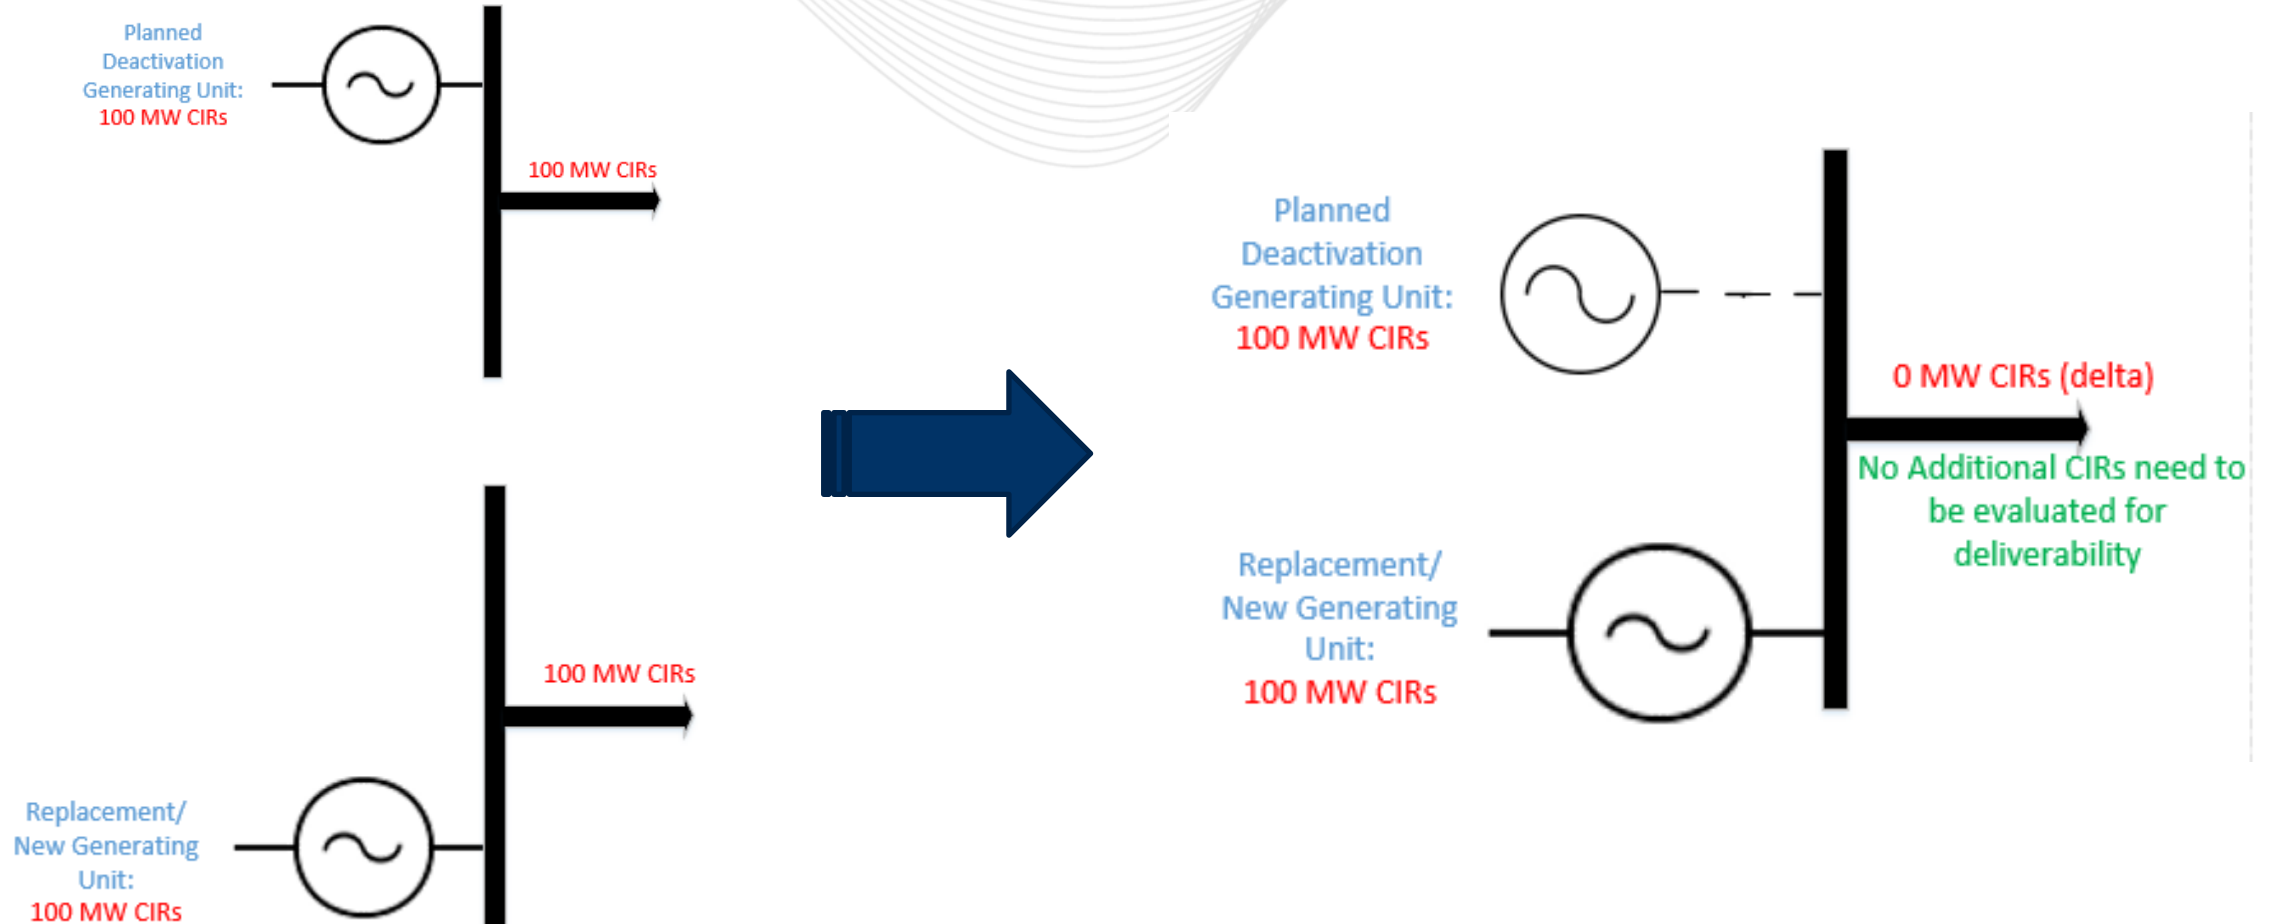 Planned
Deactivation
Generating Unit:
100 MW CIRs
100 MW CIRs
100 MW CIRs
Replacement/
New Generating
Unit:
100 MW CIRs
Planned
Deactivation
Generating Unit:
100 MW CIRs
0 MW CIRs (delta)
No Additional CIRs need to
be evaluated for
deliverability
Replacement/
New Generating
Unit:
100 MW CIRs